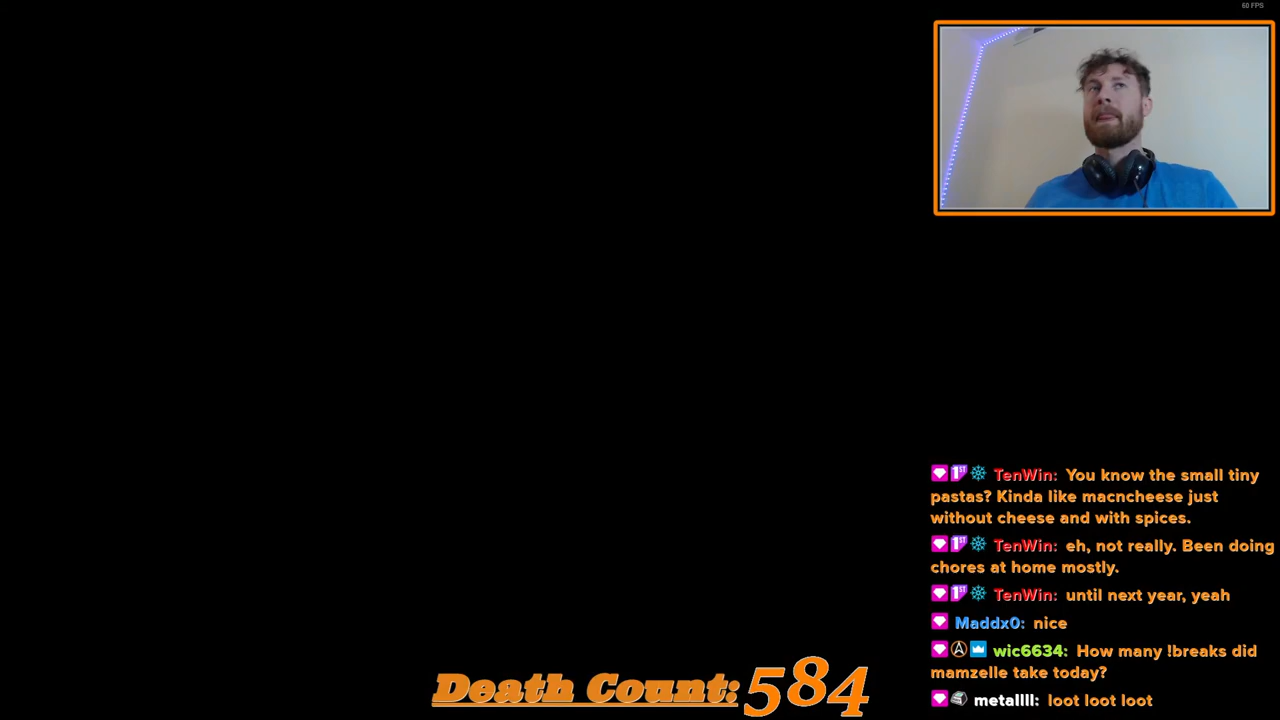 60 FPS
TenWin: You know the small tiny
pastas? Kinda like macncheese just
without cheese and with spices.
TenWin: eh, not really. Been doing
chores at home mostly.
TenWin: until next year, yeah
Maddx0: nice
wic6634: How many !breaks did
mamzelle take today?
metallll: loot loot loot
Death Count: 584